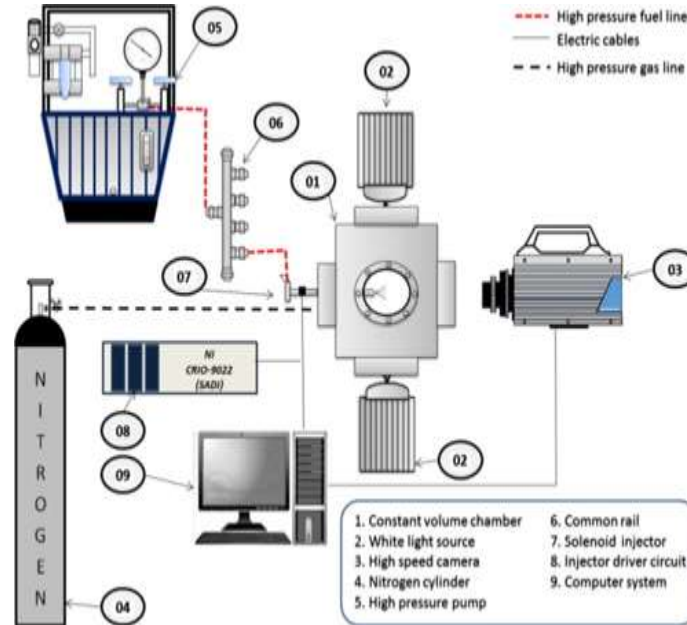 High pressure fuel line
Electric cables
High pressure gas line
05
02
06
01
07
03
NI
CRIO-9022
(SADI)
NITROGEN
08
09
02
04
1. Constant volume chamber
2. White light source
3. High speed camera
4. Nitrogen cylinder
5. High pressure pump
6. Common rail
7. Solenoid injector
8. Injector driver circuit
9. Computer system